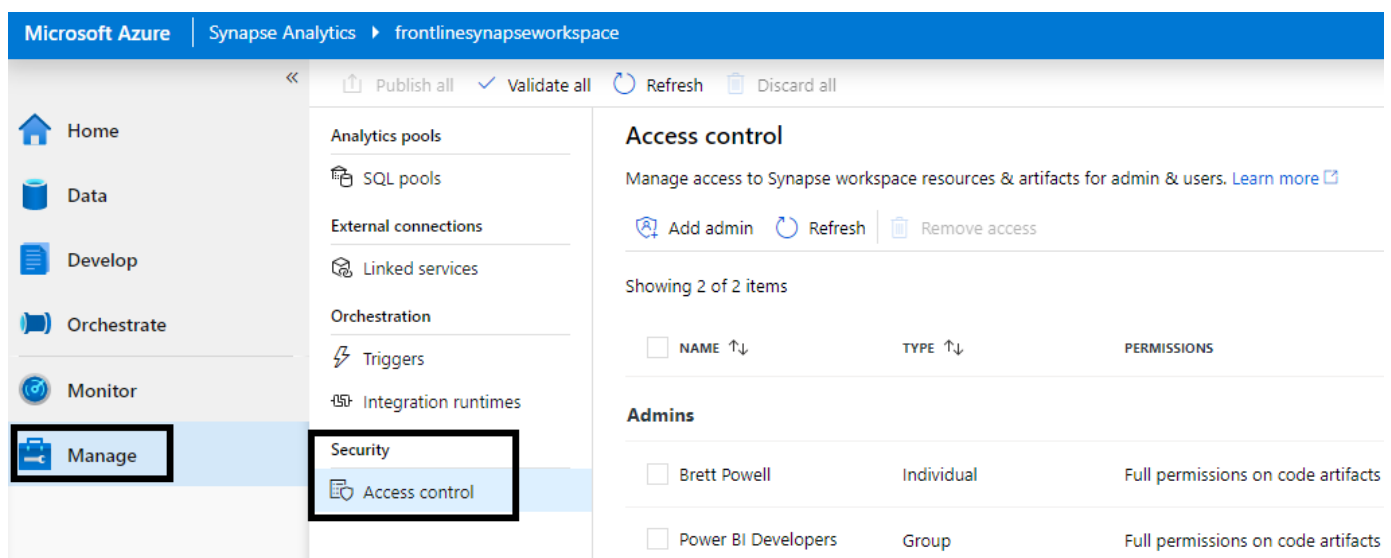 Microsoft Azure Synapse Analytics frontlinesynapseworkspace
Publish all Validate all Refresh Discard all
Home
Data
Develop
Orchestrate
Monitor
Manage
Analytics pools
SQL pools
External connections
Linked services
Orchestration
Triggers
Integration runtimes
Security
Access control
Access control
Manage access to Synapse workspace resources & artifacts for admin & users. Learn more
Add admin Refresh Remove access
Showing 2 of 2 items
NAME TYPE PERMISSIONS
Admins
Brett Powell Individual Full permissions on code artifacts
Power BI Developers Group Full permissions on code artifacts